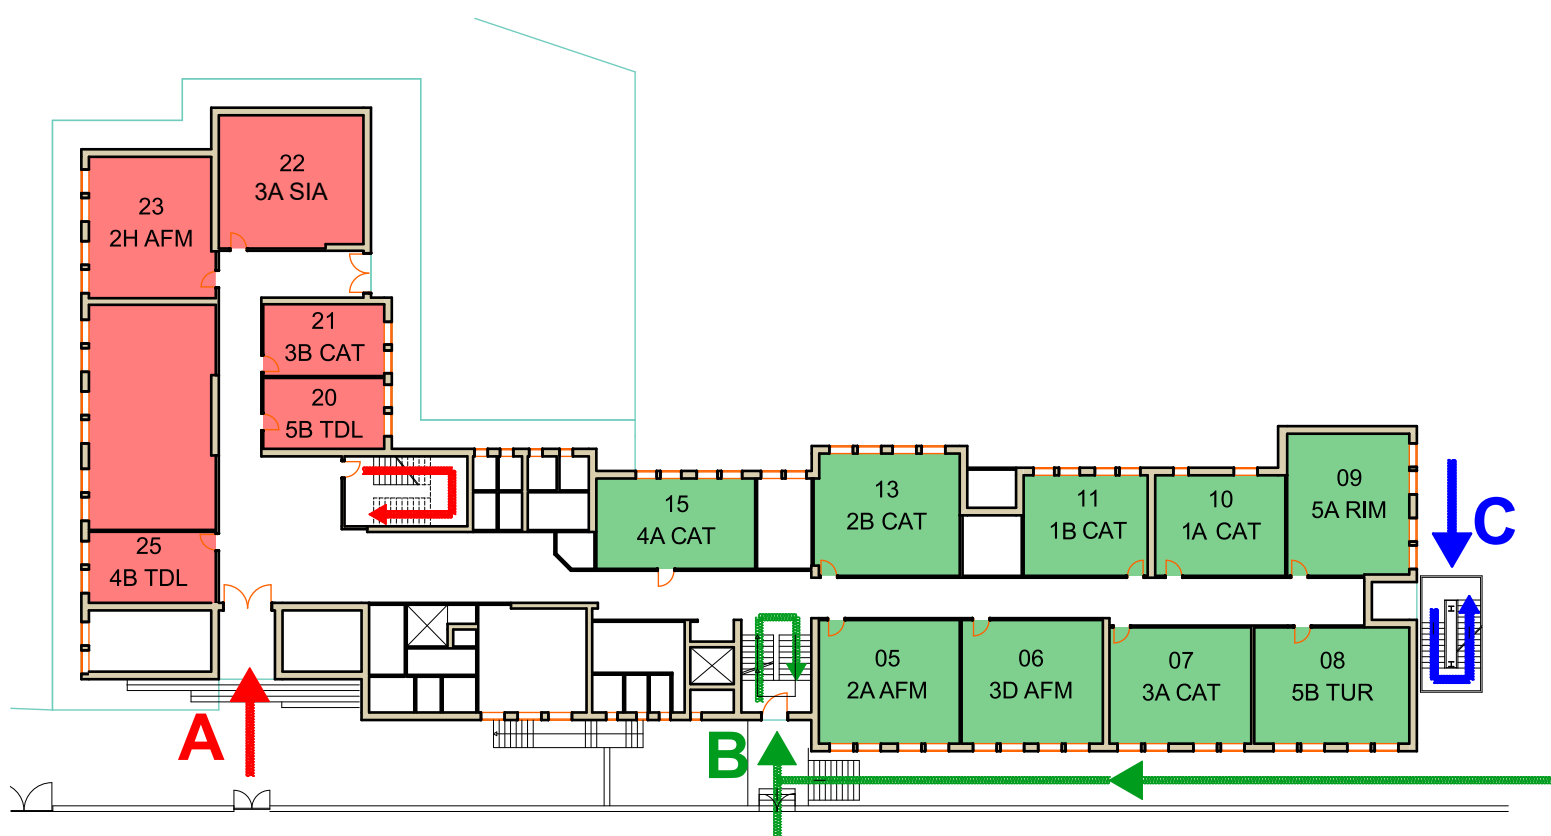 22
3A SIA
23
2H AFM
21
3B CAT
20
5B TDL
25
4B TDL
15
4A CAT
13
2B CAT
11
1B CAT
10
1A CAT
09
5A RIM
C
05
2A AFM
06
3D AFM
07
3A CAT
08
5B TUR
A
B